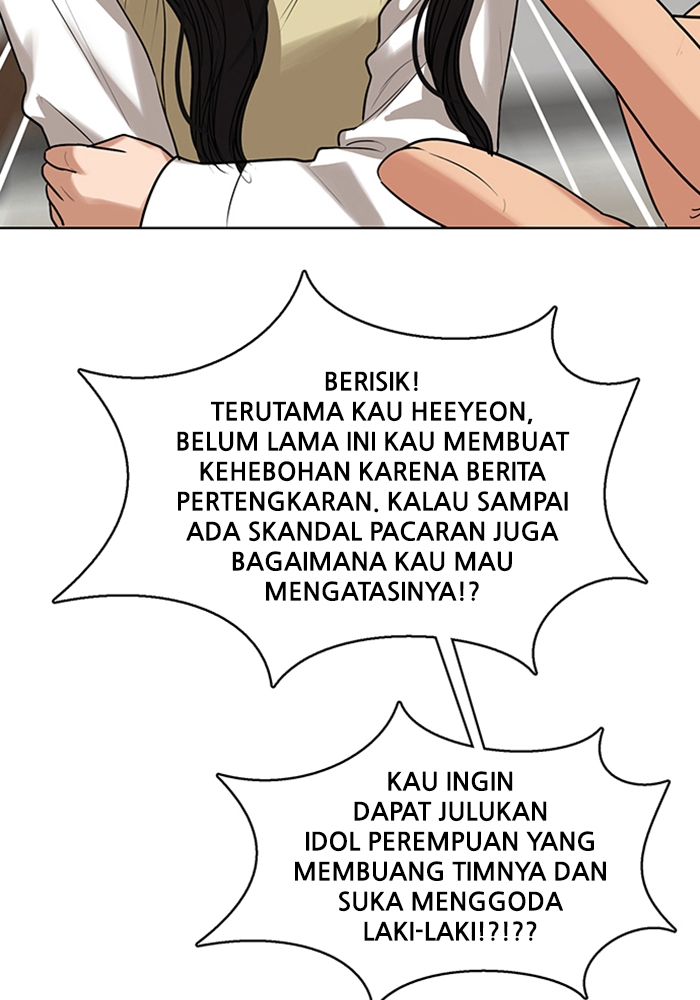 BERISIK!
TERUTAMA KAU HEEYEON,
BELUM LAMA INI KAU MEMBUAT
KEHEBOHAN KARENA BERITA
PERTENGKARAN. KALAU SAMPAI
ADA SKANDAL PACARAN JUGA
BAGAIMANA KAU MAU
MENGATASINYA!?
KAU INGIN
DAPAT JULUKAN
IDOL PEREMPUAN YANG
MEMBUANG TIMNYA DAN
SUKA MENGGODA
LAKI-LAKI!?!??